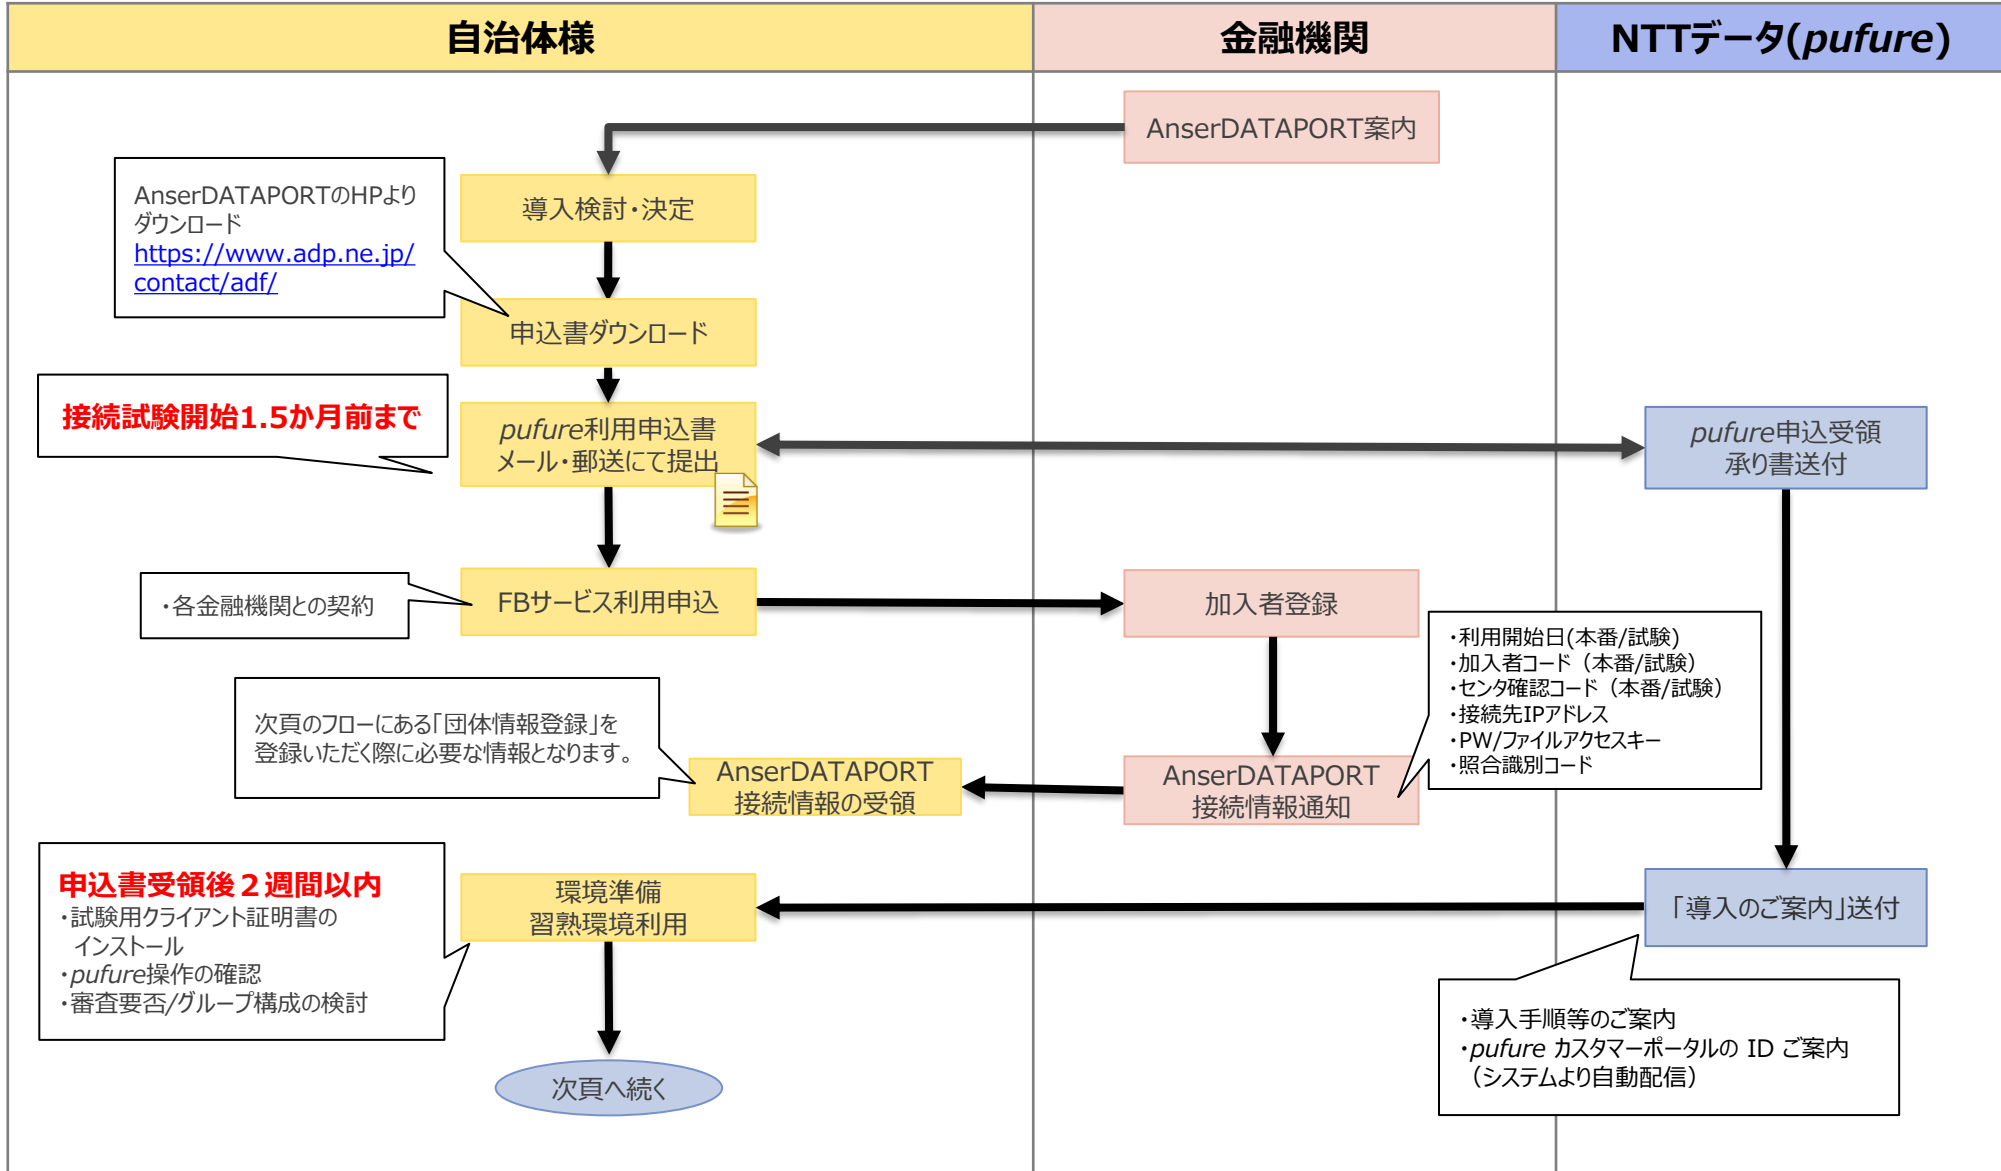 自治体様
金融機関
NTTデータ(pufure)
AnserDATAPORT案内
AnserDATAPORTのHPより
ダウンロード
https://www.adp.ne.jp/
contact/adf/
導入検討・決定
申込書ダウンロード
接続試験開始1.5か月前まで
pufure利用申込書
メール・郵送にて提出
pufure申込受領
承り書送付
・各金融機関との契約
FBサービス利用申込
加入者登録
・利用開始日(本番/試験)
・加入者コード（本番/試験）
・センタ確認コード（本番/試験）
・接続先IPアドレス
・PW/ファイルアクセスキー
・照合識別コード
次頁のフローにある「団体情報登録」を
登録いただく際に必要な情報となります。
AnserDATAPORT
接続情報の受領
AnserDATAPORT
接続情報通知
申込書受領後２週間以内
・試験用クライアント証明書の
インストール
・pufure操作の確認
・審査要否/グループ構成の検討
環境準備
習熟環境利用
「導入のご案内」送付
・導入手順等のご案内
・pufure カスタマーポータルの ID ご案内
（システムより自動配信）
次頁へ続く